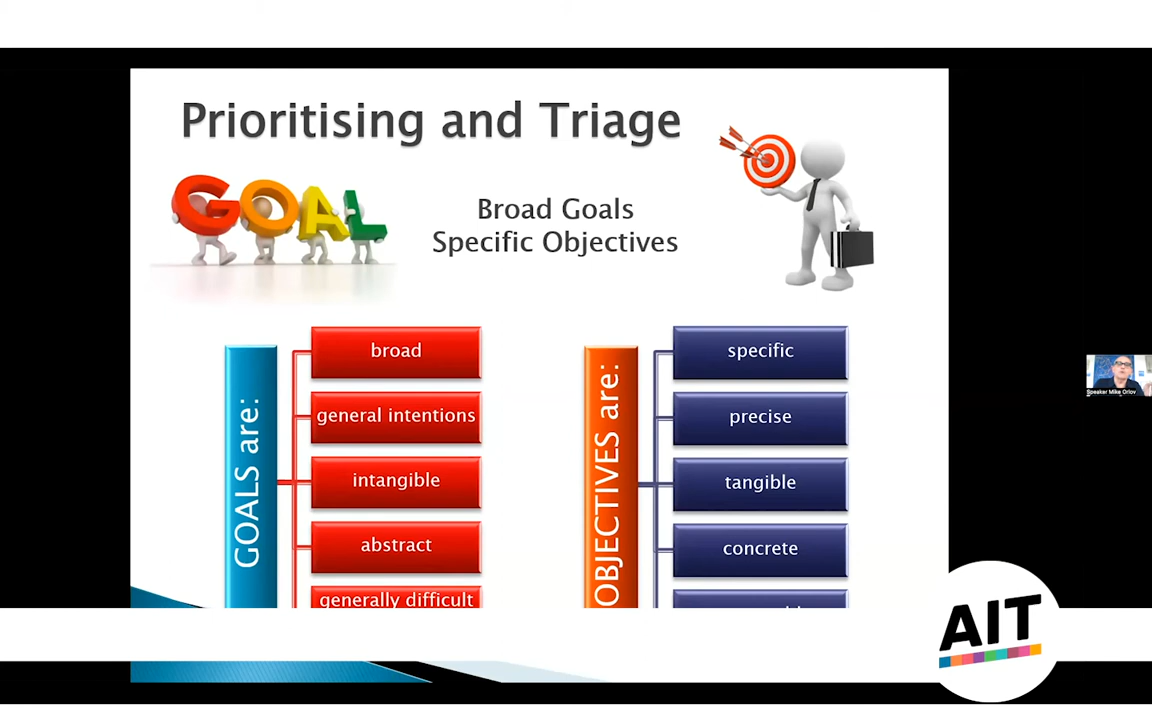 Prioritising and Triage
GOAL
Broad Goals
Specific Objectives
GOALS are:
broad
general intentions
intangible
abstract
generally difficult
OBJECTIVES are:
specific
precise
tangible
concrete
Speaker Mike Orlov
AIT